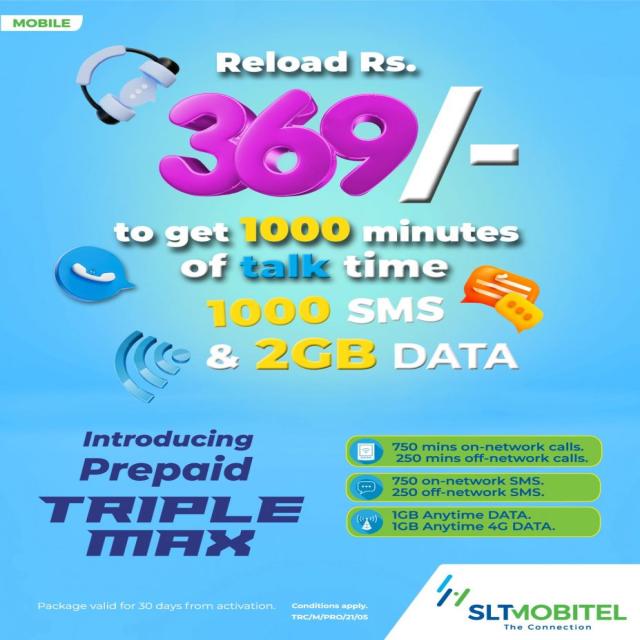 MOBILE
Reload Rs.
369/-
to get 1000 minutes
of talk time
1000 SMS
& 2GB DATA
Introducing
Prepaid
TRIPLE
MAX
750 mins on-network calls.
250 mins off-network calls.
750 on-network SMS.
250 off-network SMS.
1GB Anytime DATA.
1GB Anytime 4G DATA.
Package valid for 30 days from activation. Conditions apply.
TRC/M/PRO/21/05
SLTMOBITEL
The Connection